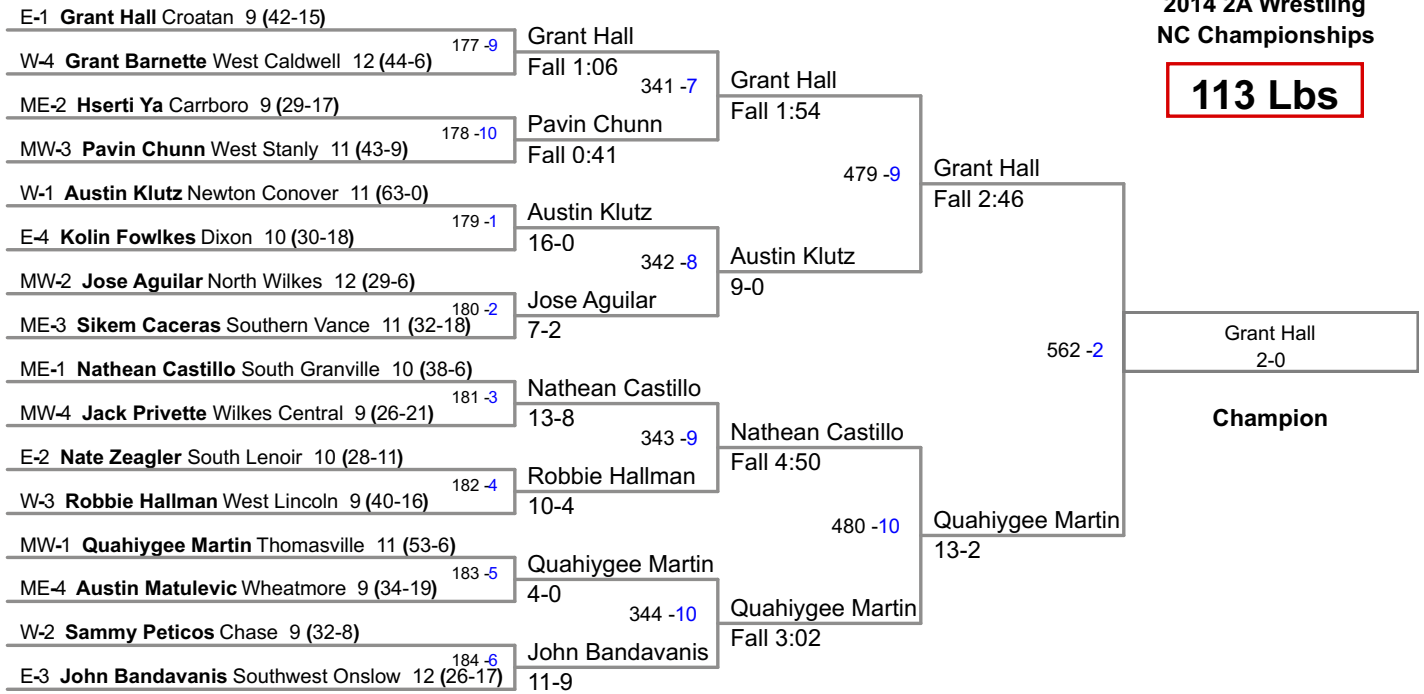 2014 2A Wrestling
NC Championships
113 Lbs
E-1 Grant Hall Croatan 9 (42-15)
W-4 Grant Barnette West Caldwell 12 (44-6)
ME-2 Hserti Ya Carrboro 9 (29-17)
MW-3 Pavin Chunn West Stanly 11 (43-9)
W-1 Austin Klutz Newton Conover 11 (63-0)
E-4 Kolin Fowlkes Dixon 10 (30-18)
MW-2 Jose Aguilar North Wilkes 12 (29-6)
ME-3 Sikem Caceras Southern Vance 11 (32-18)
ME-1 Nathean Castillo South Granville 10 (38-6)
MW-4 Jack Privette Wilkes Central 9 (26-21)
E-2 Nate Zeagler South Lenoir 10 (28-11)
W-3 Robbie Hallman West Lincoln 9 (40-16)
MW-1 Quahiygee Martin Thomasville 11 (53-6)
ME-4 Austin Matulevic Wheatmore 9 (34-19)
W-2 Sammy Peticos Chase 9 (32-8)
E-3 John Bandavanis Southwest Onslow 12 (26-17)
177 -9
178 -10
179 -1
180 -2
181 -3
182 -4
183 -5
184 -6
Grant Hall
Fall 1:06
Pavin Chunn
Fall 0:41
Austin Klutz
16-0
Jose Aguilar
7-2
Nathean Castillo
13-8
Robbie Hallman
10-4
Quahiygee Martin
4-0
John Bandavanis
11-9
341 -7
342 -8
343 -9
344 -10
Grant Hall
Fall 1:54
Austin Klutz
9-0
Nathean Castillo
Fall 4:50
Quahiygee Martin
Fall 3:02
479 -9
480 -10
Grant Hall
Fall 2:46
Quahiygee Martin
13-2
562 -2
Grant Hall
2-0
Champion